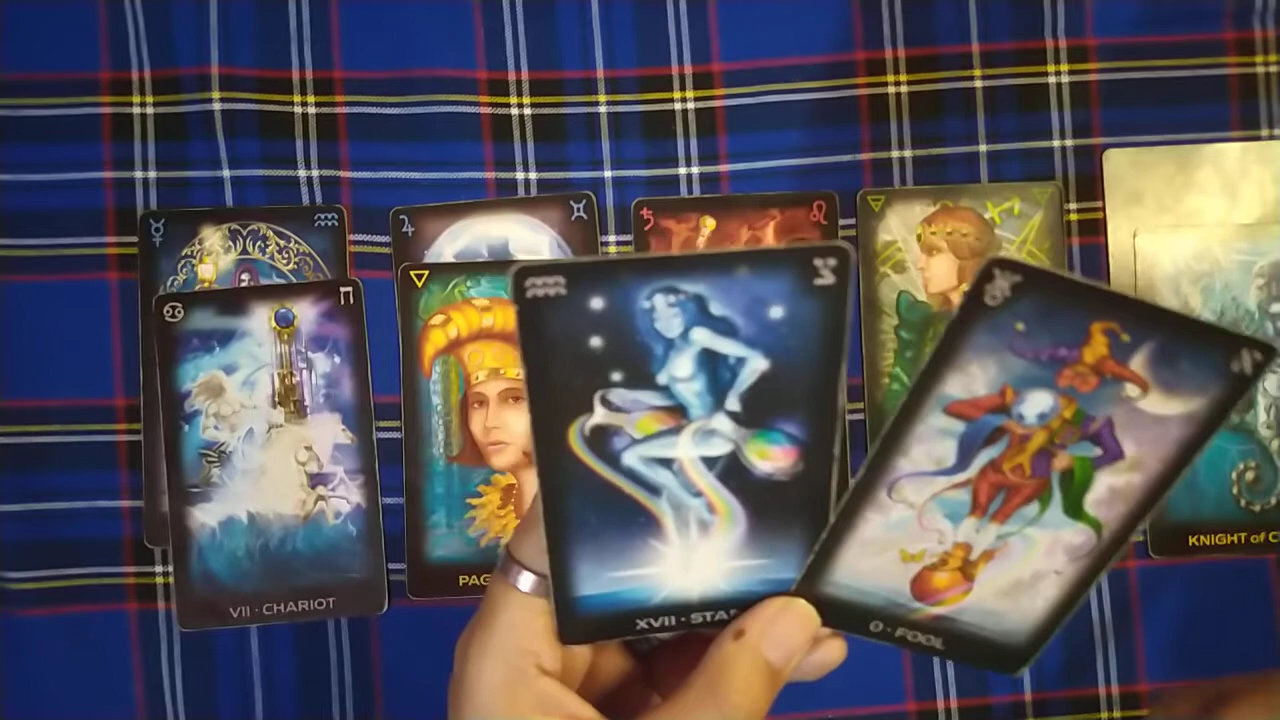 VII · CHARIOT
PAG
XVII · STA
0 · FOOL
KNIGHT of C